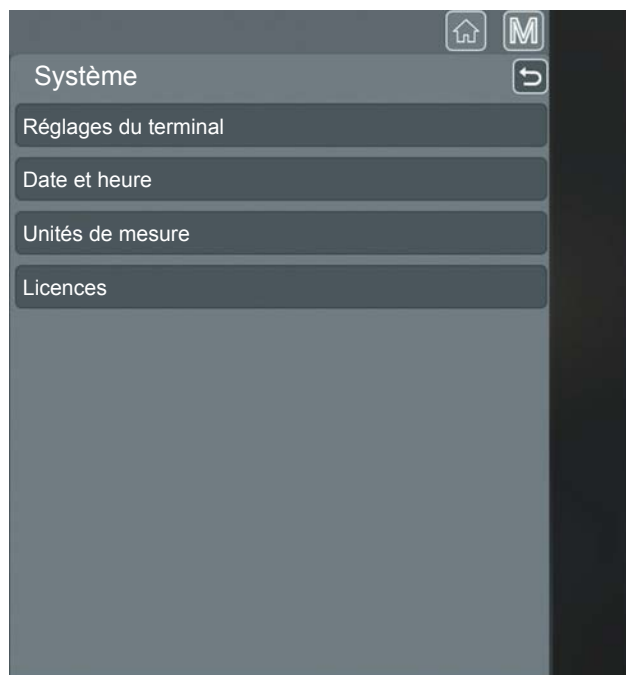 M
Système
Réglages du terminal
Date et heure
Unités de mesure
Licences